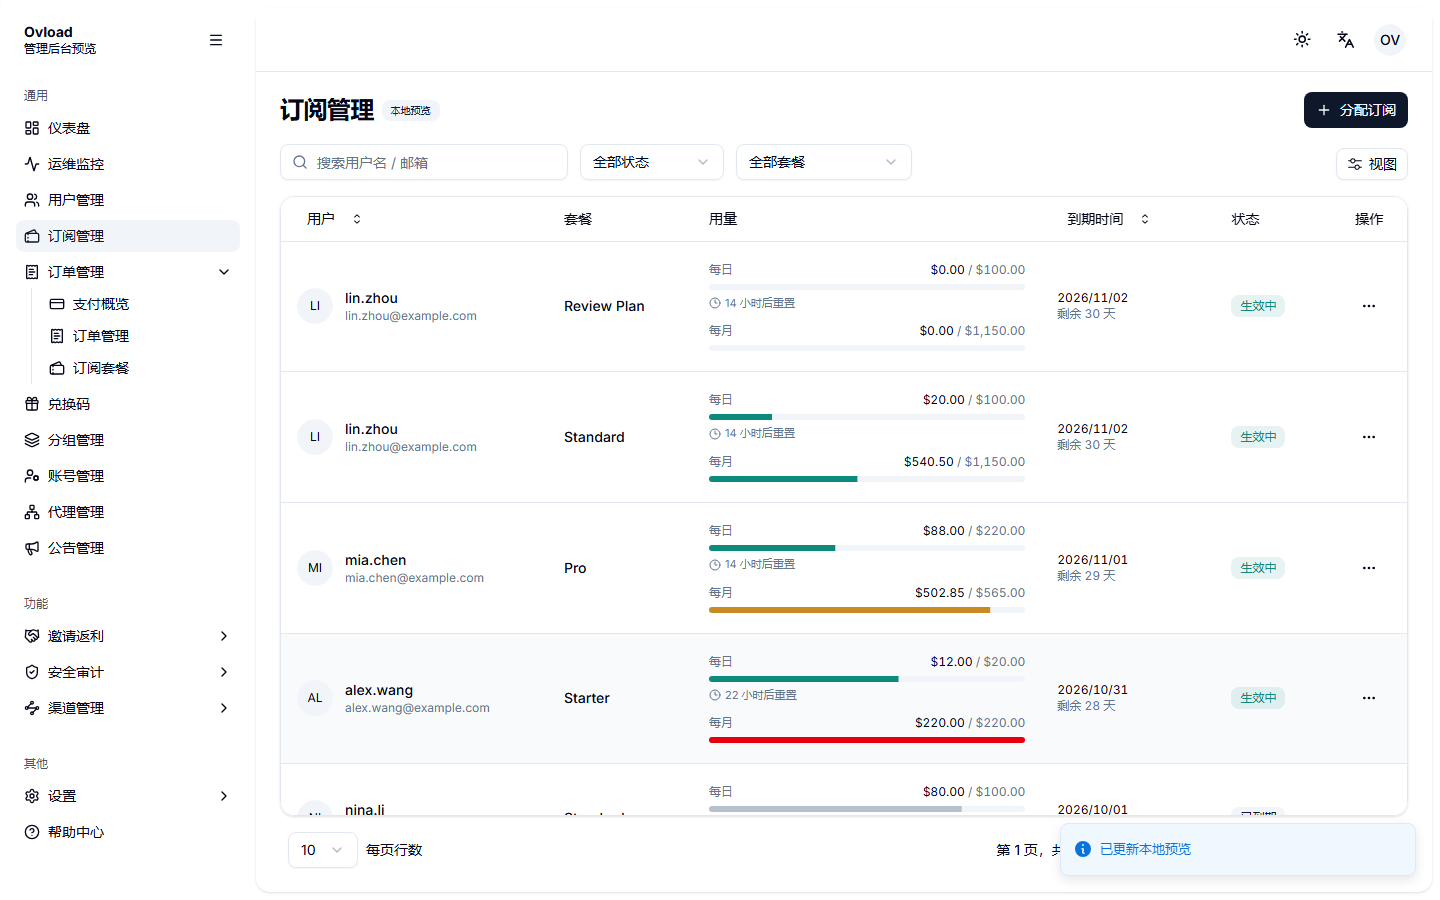 Ovload
管理后台预览
通用
仪表盘
运维监控
用户管理
订阅管理
订单管理
支付概览
订单管理
订阅套餐
兑换码
分组管理
账号管理
代理管理
公告管理
功能
邀请返利
安全审计
渠道管理
其他
设置
帮助中心
OV
订阅管理 本地预览
分配订阅
搜索用户名 / 邮箱 全部状态 全部套餐 视图
用户 套餐 用量 到期时间 状态 操作
LI lin.zhou
lin.zhou@example.com
Review Plan
每日 $0.00 / $100.00
14 小时后重置
每月 $0.00 / $1,150.00
2026/11/02
剩余 30 天
生效中
LI lin.zhou
lin.zhou@example.com
Standard
每日 $20.00 / $100.00
14 小时后重置
每月 $540.50 / $1,150.00
2026/11/02
剩余 30 天
生效中
MI mia.chen
mia.chen@example.com
Pro
每日 $88.00 / $220.00
14 小时后重置
每月 $502.85 / $565.00
2026/11/01
剩余 29 天
生效中
AL alex.wang
alex.wang@example.com
Starter
每日 $12.00 / $20.00
22 小时后重置
每月 $220.00 / $220.00
2026/10/31
剩余 28 天
生效中
nina.li
每日 $80.00 / $100.00
2026/10/01
10 每页行数
第 1 页，
已更新本地预览